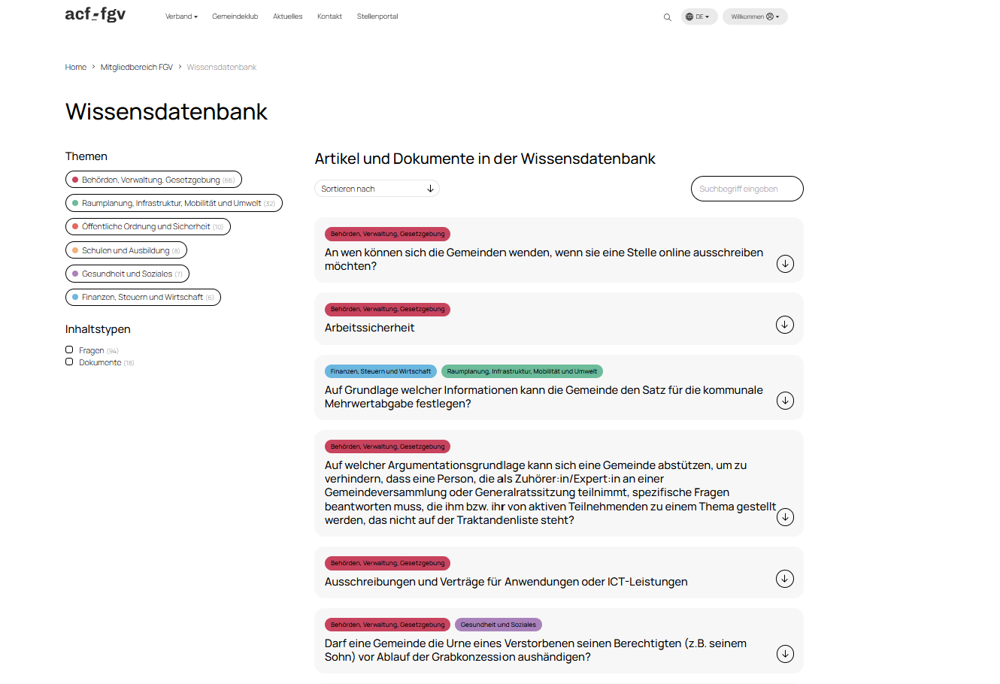 acf-fgv
Verband
Gemeindeklub
Aktuelles
Kontakt
Stellenportal
DE
Willkommen
Home > Mitgliedbereich FGV > Wissensdatenbank
Wissensdatenbank
Themen
Behörden, Verwaltung, Gesetzgebung (66)
Raumplanung, Infrastruktur, Mobilität und Umwelt (32)
Öffentliche Ordnung und Sicherheit (10)
Schulen und Ausbildung (8)
Gesundheit und Soziales (7)
Finanzen, Steuern und Wirtschaft (6)
Inhaltstypen
Fragen (94)
Dokumente (18)
Artikel und Dokumente in der Wissensdatenbank
Sortieren nach
Suchbegriff eingeben
Behörden, Verwaltung, Gesetzgebung
An wen können sich die Gemeinden wenden, wenn sie eine Stelle online ausschreiben
möchten?
Behörden, Verwaltung, Gesetzgebung
Arbeitssicherheit
Finanzen, Steuern und Wirtschaft
Raumplanung, Infrastruktur, Mobilität und Umwelt
Auf Grundlage welcher Informationen kann die Gemeinde den Satz für die kommunale
Mehrwertabgabe festlegen?
Behörden, Verwaltung, Gesetzgebung
Auf welcher Argumentationsgrundlage kann sich eine Gemeinde abstützen, um zu
verhindern, dass eine Person, die als Zuhörer:in/Expert:in an einer
Gemeindeversammlung oder Generalratssitzung teilnimmt, spezifische Fragen
beantworten muss, die ihm bzw. ihr von aktiven Teilnehmenden zu einem Thema gestellt
werden, das nicht auf der Traktandenliste steht?
Behörden, Verwaltung, Gesetzgebung
Ausschreibungen und Verträge für Anwendungen oder ICT-Leistungen
Behörden, Verwaltung, Gesetzgebung
Gesundheit und Soziales
Darf eine Gemeinde die Urne eines Verstorbenen seinen Berechtigten (z.B. seinem
Sohn) vor Ablauf der Grabkonzession aushändigen?